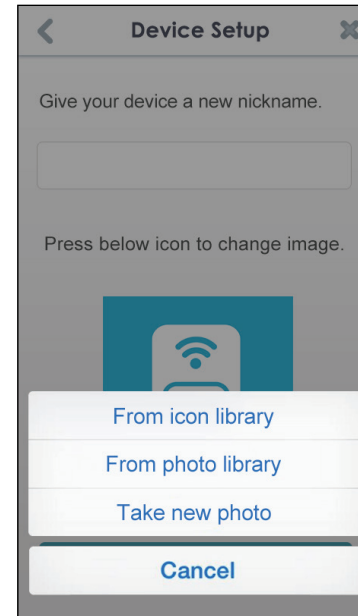 Device Setup
Give your device a new nickname.
Press below icon to change image.
From icon library
From photo library
Take new photo
Cancel